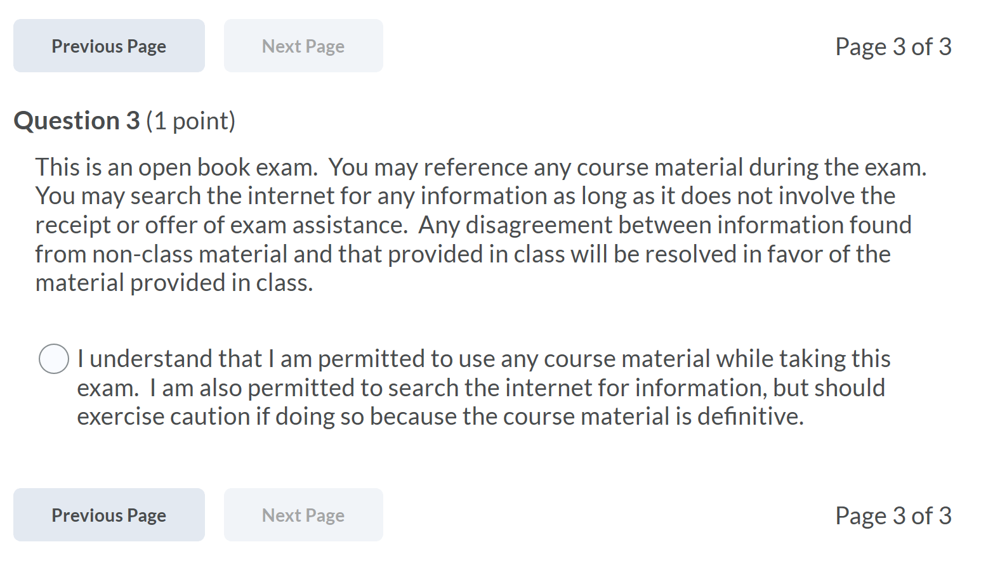 Previous Page Next Page Page 3 of 3
Question 3 (1 point)
This is an open book exam.  You may reference any course material during the exam.
You may search the internet for any information as long as it does not involve the
receipt or offer of exam assistance.  Any disagreement between information found
from non-class material and that provided in class will be resolved in favor of the
material provided in class.
I understand that I am permitted to use any course material while taking this
exam.  I am also permitted to search the internet for information, but should
exercise caution if doing so because the course material is definitive.
Previous Page Next Page Page 3 of 3